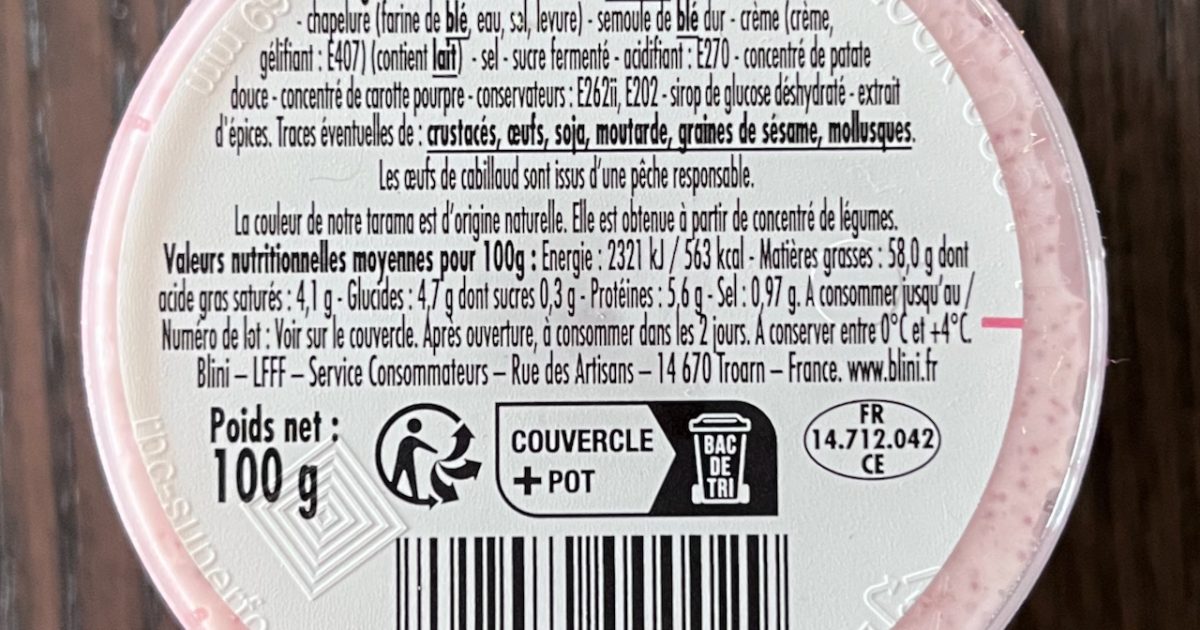 - chapelure (farine de blé, eau, sel, levure) - semoule de blé dur - crème (crème,
gélifiant : E407) (contient lait) - sel - sucre fermenté - acidifiant : E270 - concentré de patate
douce - concentré de carotte pourpre - conservateurs : E262ii, E202 - sirop de glucose déshydraté - extrait
d'épices. Traces éventuelles de : crustacés, œufs, soja, moutarde, graines de sésame, mollusques.
Les œufs de cabillaud sont issus d'une pêche responsable.
La couleur de notre tarama est d'origine naturelle. Elle est obtenue à partir de concentré de légumes.
Valeurs nutritionnelles moyennes pour 100g : Energie : 2321 kJ / 563 kcal - Matières grasses : 58,0 g dont
acide gras saturés : 4,1 g - Glucides : 4,7 g dont sucres 0,3 g - Protéines : 5,6 g - Sel : 0,97 g. A consommer jusqu'au /
Numéro de lot : Voir sur le couvercle. Après ouverture, à consommer dans les 2 jours. A conserver entre 0°C et +4°C.
Blini – LFFF – Service Consommateurs – Rue des Artisans – 14 670 Troarn – France. www.blini.fr
Poids net :
100 g
COUVERCLE
+ POT
BAC
DE
TRI
FR
14.712.042
CE